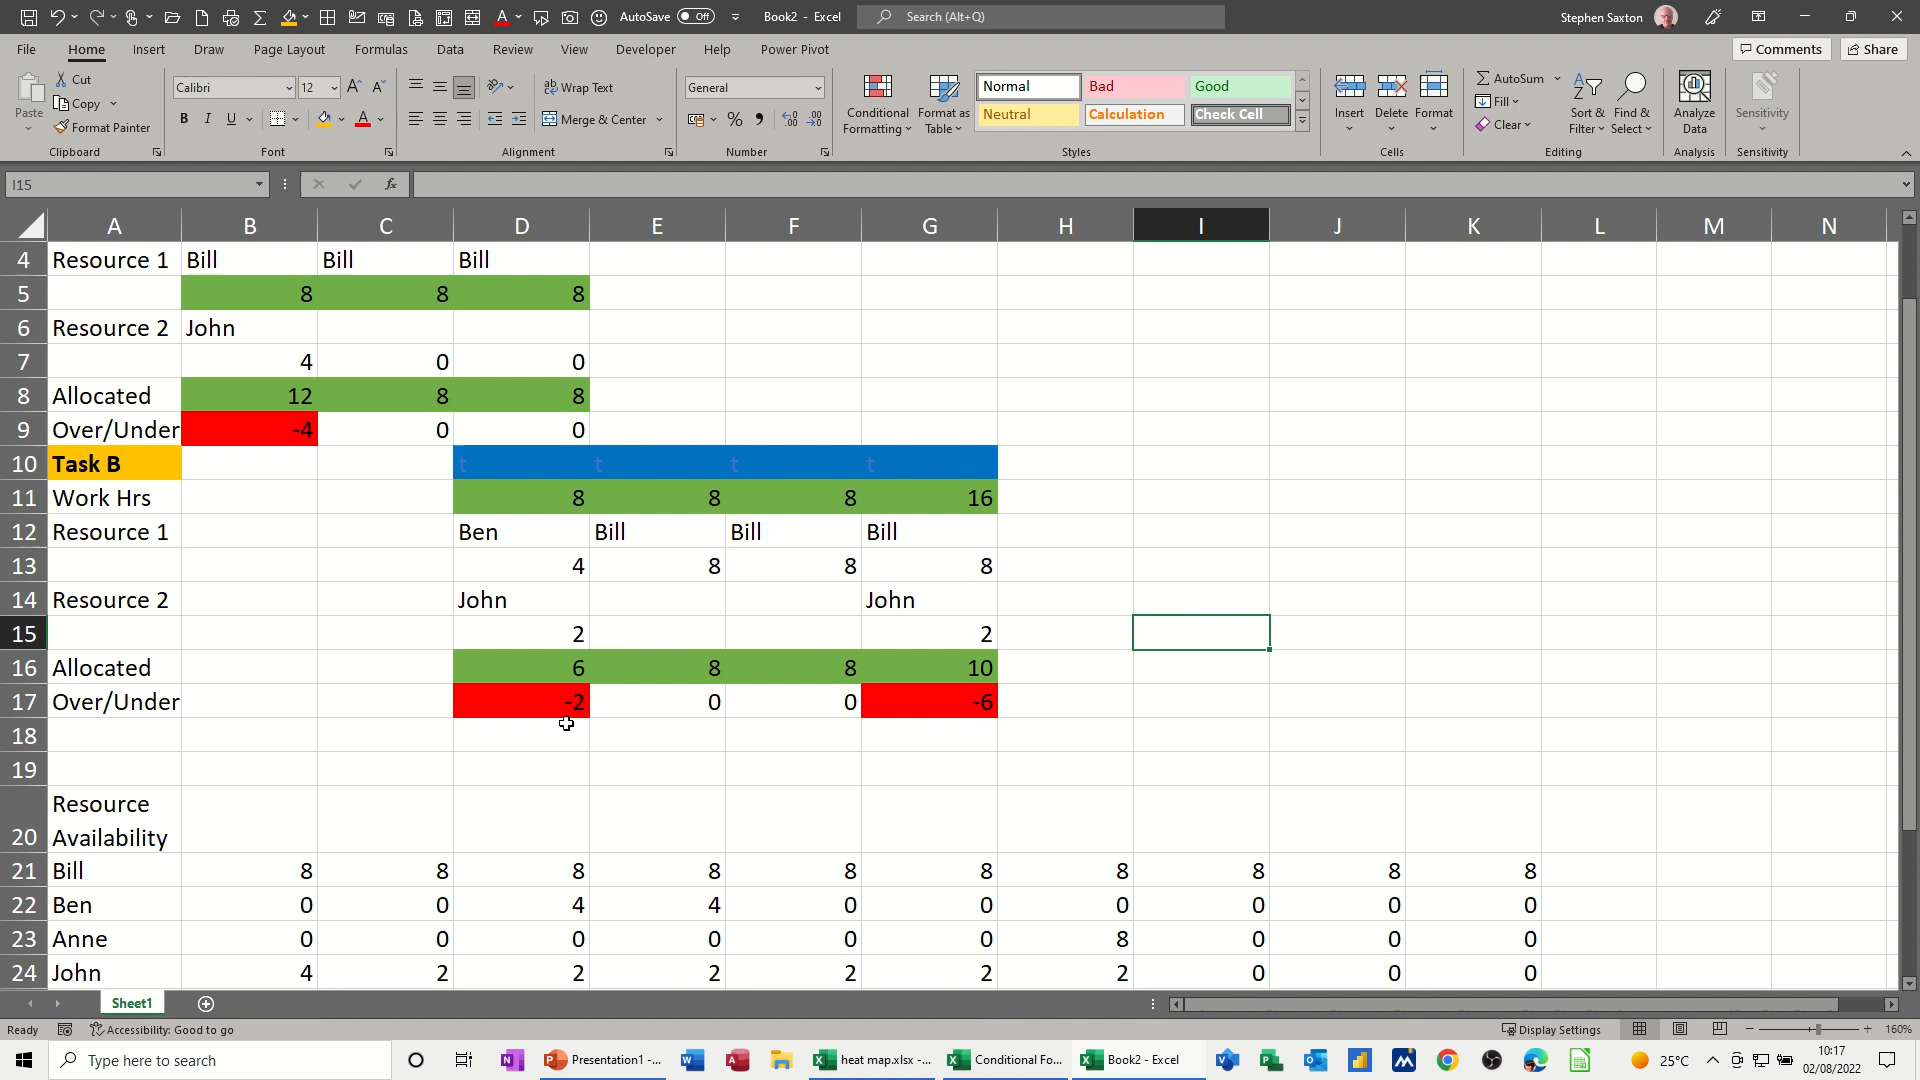 AutoSave Off Book2 - Excel Search (Alt+Q) Stephen Saxton
File Home Insert Draw Page Layout Formulas Data Review View Developer Help Power Pivot Comments Share
Paste Cut Copy Format Painter Clipboard
Calibri 12 B I U Font
Wrap Text Merge & Center Alignment
General % Number
Conditional Formatting Format as Table Normal Bad Good Neutral Calculation Check Cell Styles
Insert Delete Format Cells
AutoSum Fill Clear Sort & Filter Find & Select Editing
Analyze Data Analysis Sensitivity Sensitivity
I15 fx
A B C D E F G H I J K L M N
4 Resource 1 Bill Bill Bill
5 8 8 8
6 Resource 2 John
7 4 0 0
8 Allocated 12 8 8
9 Over/Under -4 0 0
10 Task B t t t t
11 Work Hrs 8 8 8 16
12 Resource 1 Ben Bill Bill Bill
13 4 8 8 8
14 Resource 2 John John
15 2 2
16 Allocated 6 8 8 10
17 Over/Under -2 0 0 -6
18
19
20 Resource Availability
21 Bill 8 8 8 8 8 8 8 8 8 8
22 Ben 0 0 4 4 0 0 0 0 0 0
23 Anne 0 0 0 0 0 0 8 0 0 0
24 John 4 2 2 2 2 2 2 0 0 0
Sheet1
Ready Accessibility: Good to go Display Settings 160%
Type here to search Presentation1 -... heat map.xlsx -... Conditional Fo... Book2 - Excel 25°C 10:17
02/08/2022